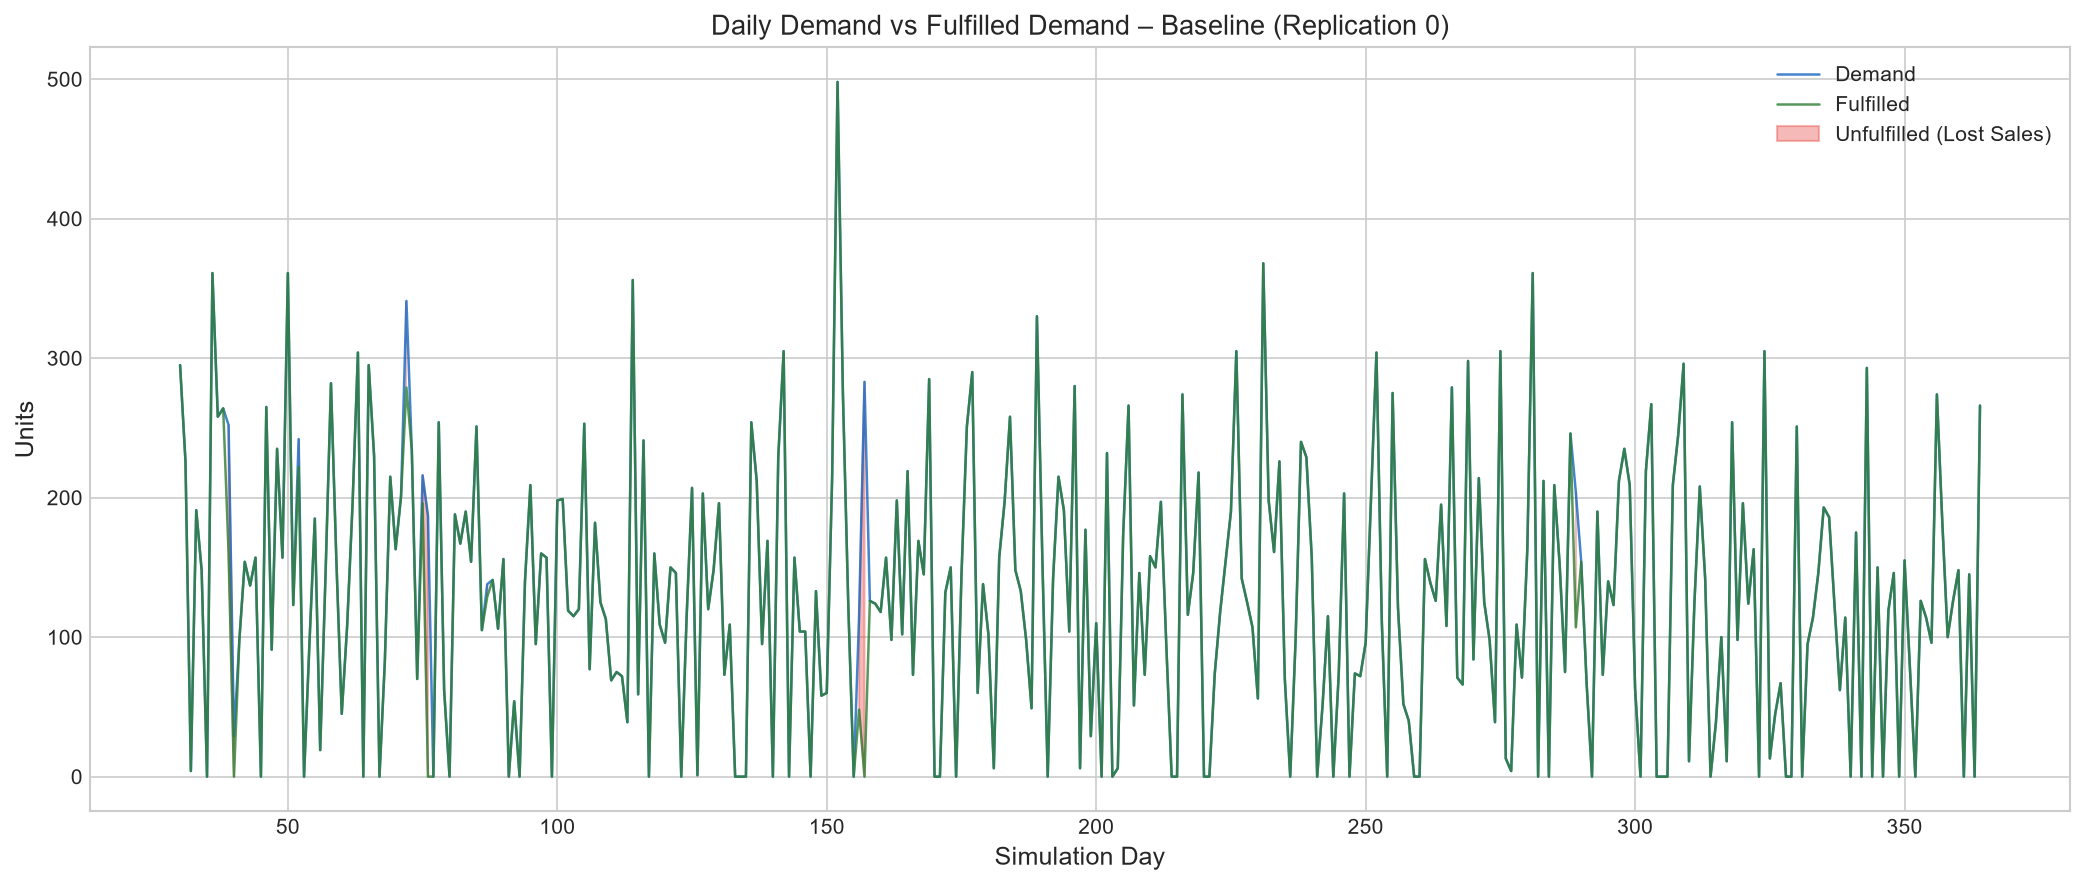 Daily Demand vs Fulfilled Demand – Baseline (Replication 0)
500
400
300
200
100
0
Units
Demand
Fulfilled
Unfulfilled (Lost Sales)
50 100 150 200 250 300 350
Simulation Day